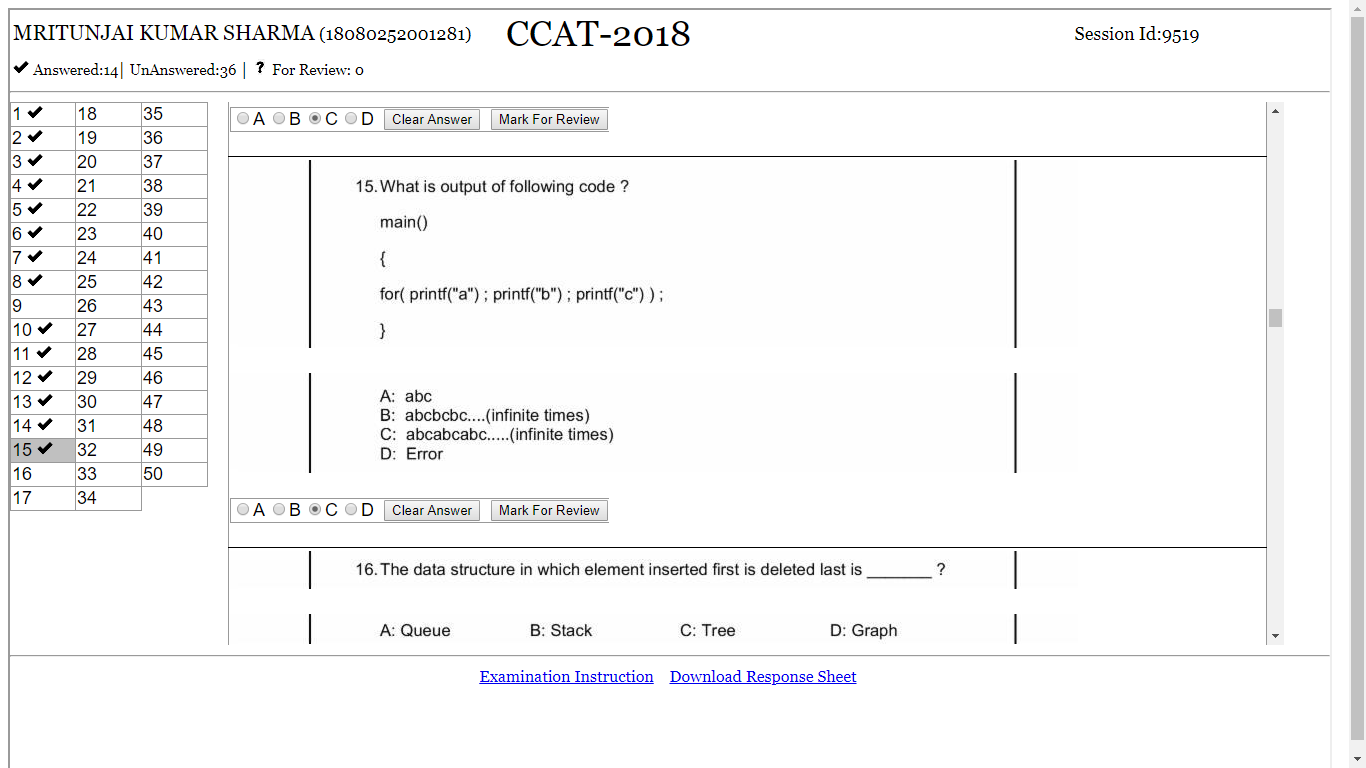 MRITUNJAI KUMAR SHARMA (18080252001281) CCAT-2018 Session Id:9519
✔ Answered:14| UnAnswered:36 | ? For Review: 0
1 ✔ 18 35
2 ✔ 19 36
3 ✔ 20 37
4 ✔ 21 38
5 ✔ 22 39
6 ✔ 23 40
7 ✔ 24 41
8 ✔ 25 42
9 26 43
10 ✔ 27 44
11 ✔ 28 45
12 ✔ 29 46
13 ✔ 30 47
14 ✔ 31 48
15 ✔ 32 49
16 33 50
17 34
A B C D Clear Answer Mark For Review
15. What is output of following code ?
main()
{
for( printf("a") ; printf("b") ; printf("c") ) ;
}
A: abc
B: abcbcbc....(infinite times)
C: abcabcabc.....(infinite times)
D: Error
A B C D Clear Answer Mark For Review
16. The data structure in which element inserted first is deleted last is _______ ?
A: Queue B: Stack C: Tree D: Graph
Examination Instruction Download Response Sheet